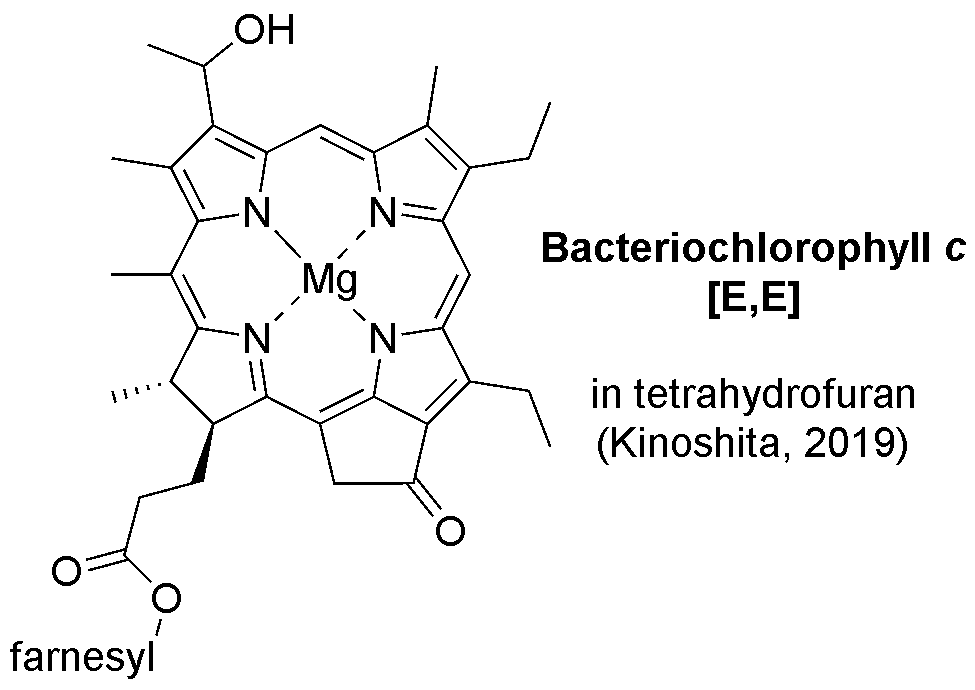 OH
N
N
Mg
N
N
O
O
O
farnesyl
Bacteriochlorophyll c
[E,E]
in tetrahydrofuran
(Kinoshita, 2019)